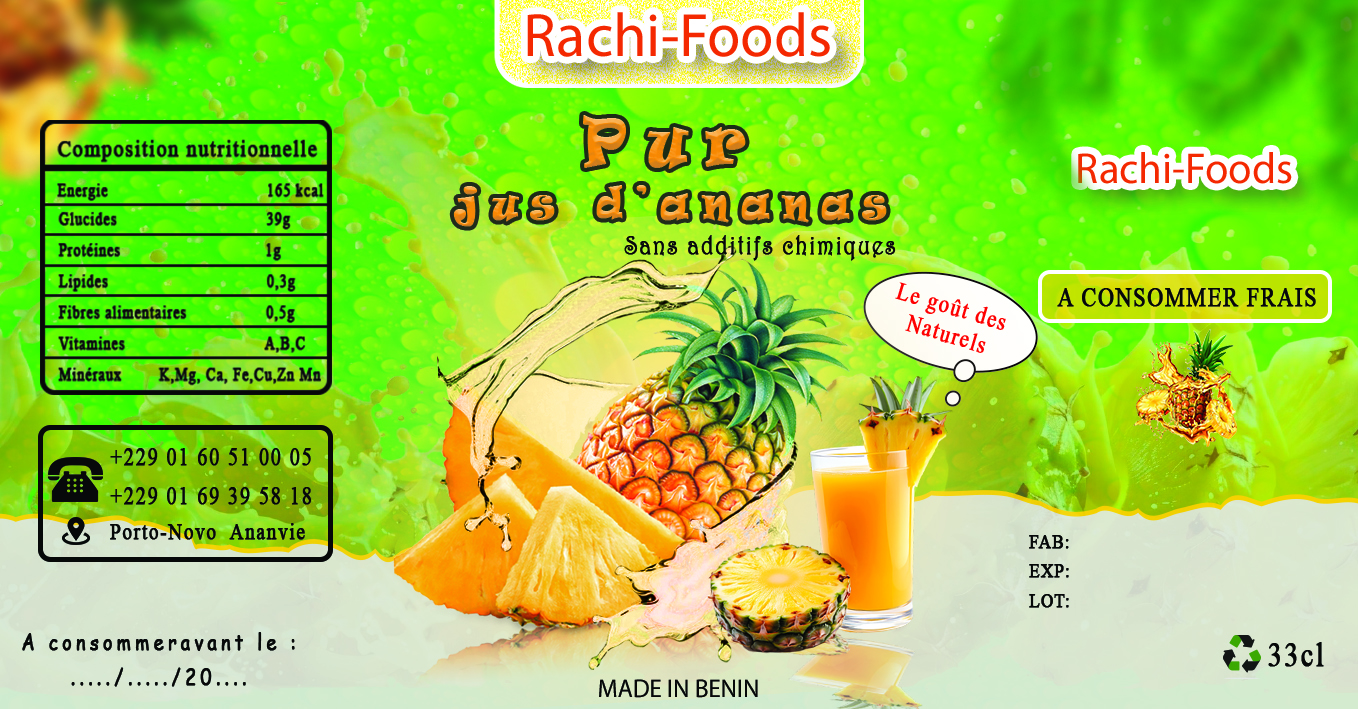 Rachi-Foods
Pur
jus d'ananas
Sans additifs chimiques
Le goût des
Naturels
MADE IN BENIN
Composition nutritionnelle
Energie 165 kcal
Glucides 39g
Protéines 1g
Lipides 0,3g
Fibres alimentaires 0,5g
Vitamines A,B,C
Minéraux K,Mg, Ca, Fe,Cu,Zn Mn
+229 01 60 51 00 05
+229 01 69 39 58 18
Porto-Novo Ananvie
A consommeravant le :
...../...../20....
Rachi-Foods
A CONSOMMER FRAIS
FAB:
EXP:
LOT:
33cl